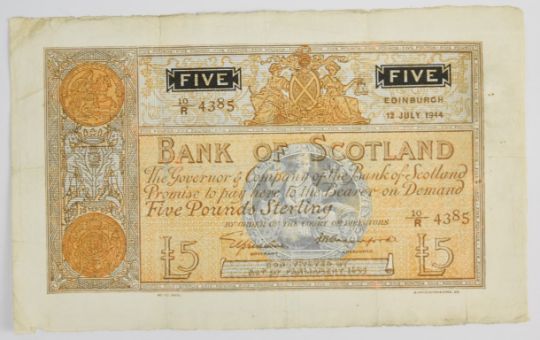 FIVE
FIVE
10/R 4385
EDINBURGH
12 JULY 1944
BANK OF SCOTLAND
The Governor & Company of the Bank of Scotland
Promise to pay here to the Bearer on Demand
Five Pounds Sterling
BY ORDER OF THE COURT OF DIRECTORS
10/R 4385
£5
£5